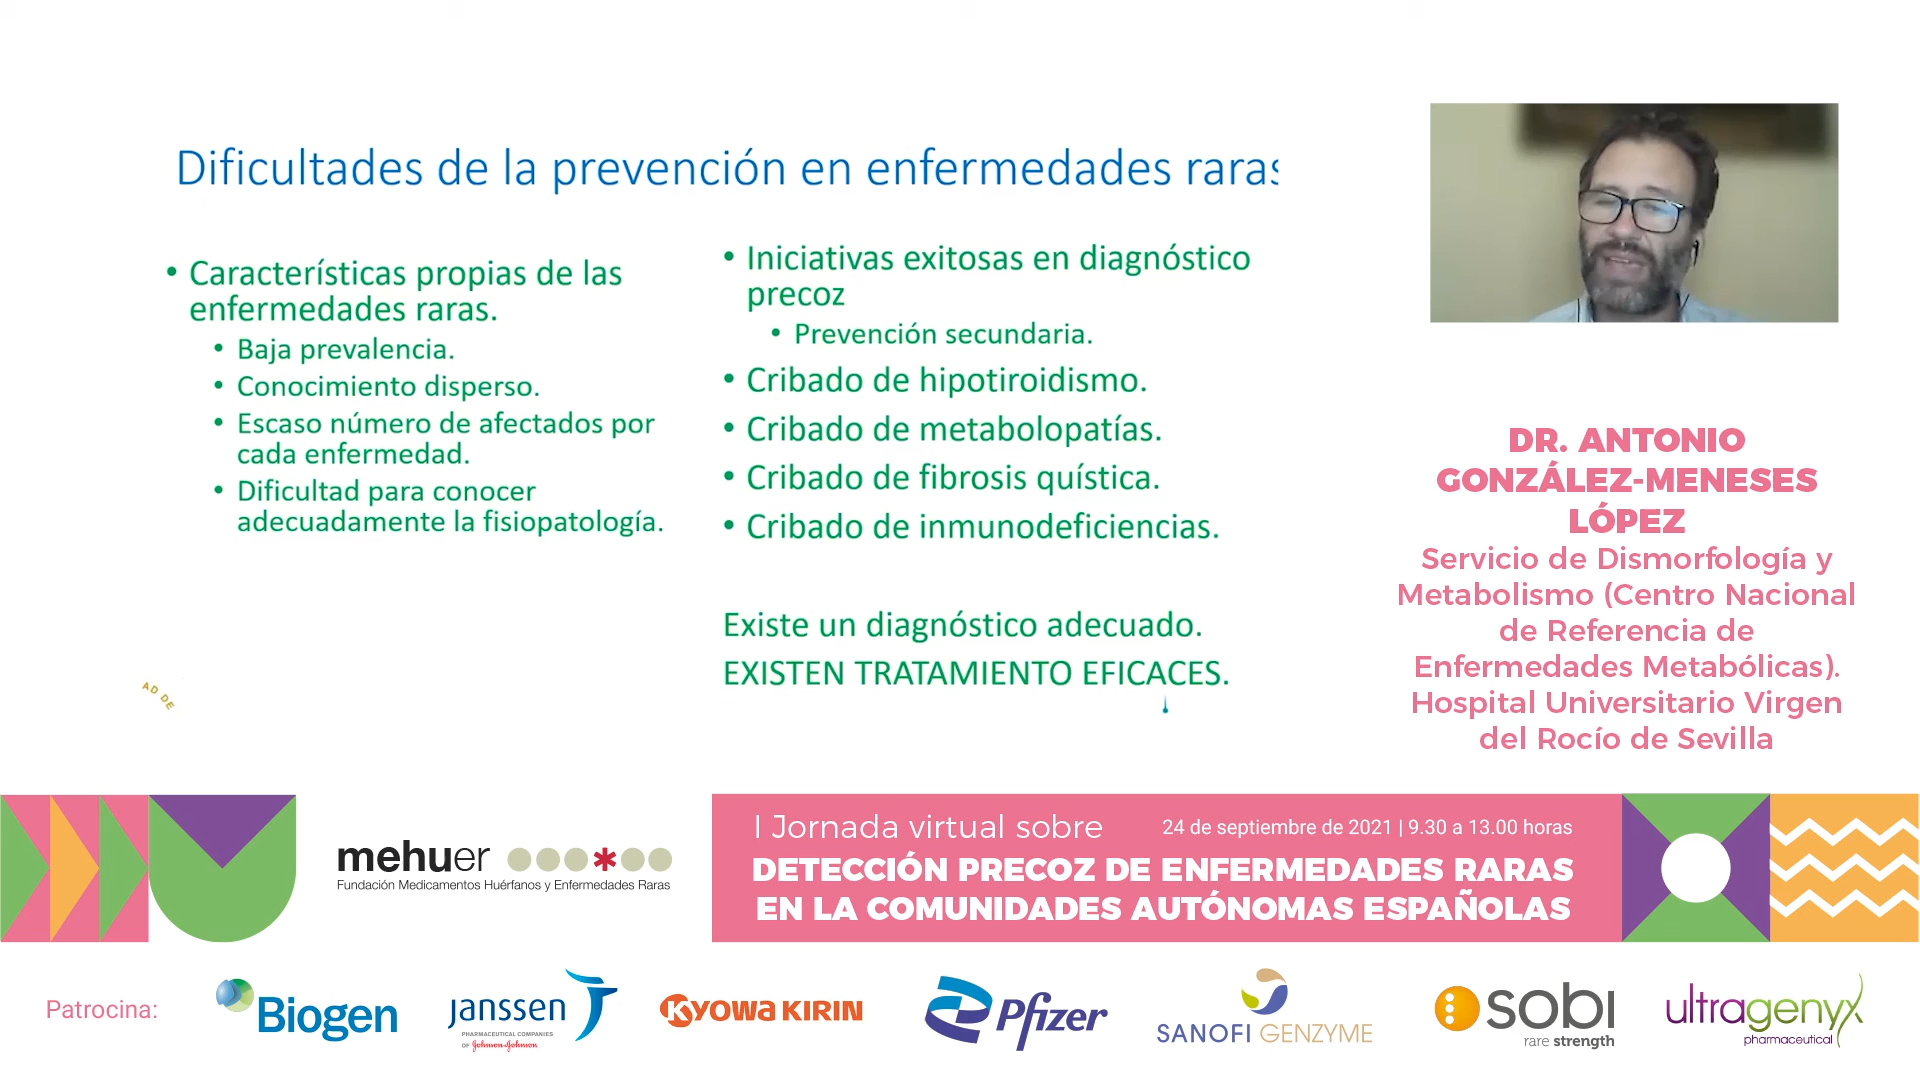 Dificultades de la prevención en enfermedades raras
• Características propias de las
enfermedades raras.
• Baja prevalencia.
• Conocimiento disperso.
• Escaso número de afectados por
cada enfermedad.
• Dificultad para conocer
adecuadamente la fisiopatología.
• Iniciativas exitosas en diagnóstico
precoz
• Prevención secundaria.
• Cribado de hipotiroidismo.
• Cribado de metabolopatías.
• Cribado de fibrosis quística.
• Cribado de inmunodeficiencias.
Existe un diagnóstico adecuado.
EXISTEN TRATAMIENTO EFICACES.
AD DE
DR. ANTONIO
GONZÁLEZ-MENESES
LÓPEZ
Servicio de Dismorfología y
Metabolismo (Centro Nacional
de Referencia de
Enfermedades Metabólicas).
Hospital Universitario Virgen
del Rocío de Sevilla
mehuer
Fundación Medicamentos Huérfanos y Enfermedades Raras
I Jornada virtual sobre
24 de septiembre de 2021 | 9.30 a 13.00 horas
DETECCIÓN PRECOZ DE ENFERMEDADES RARAS
EN LA COMUNIDADES AUTÓNOMAS ESPAÑOLAS
Patrocina:
Biogen
janssen
PHARMACEUTICAL COMPANIES
OF Johnson & Johnson
KYOWA KIRIN
Pfizer
SANOFI GENZYME
sobi
rare strength
ultragenyx
pharmaceutical